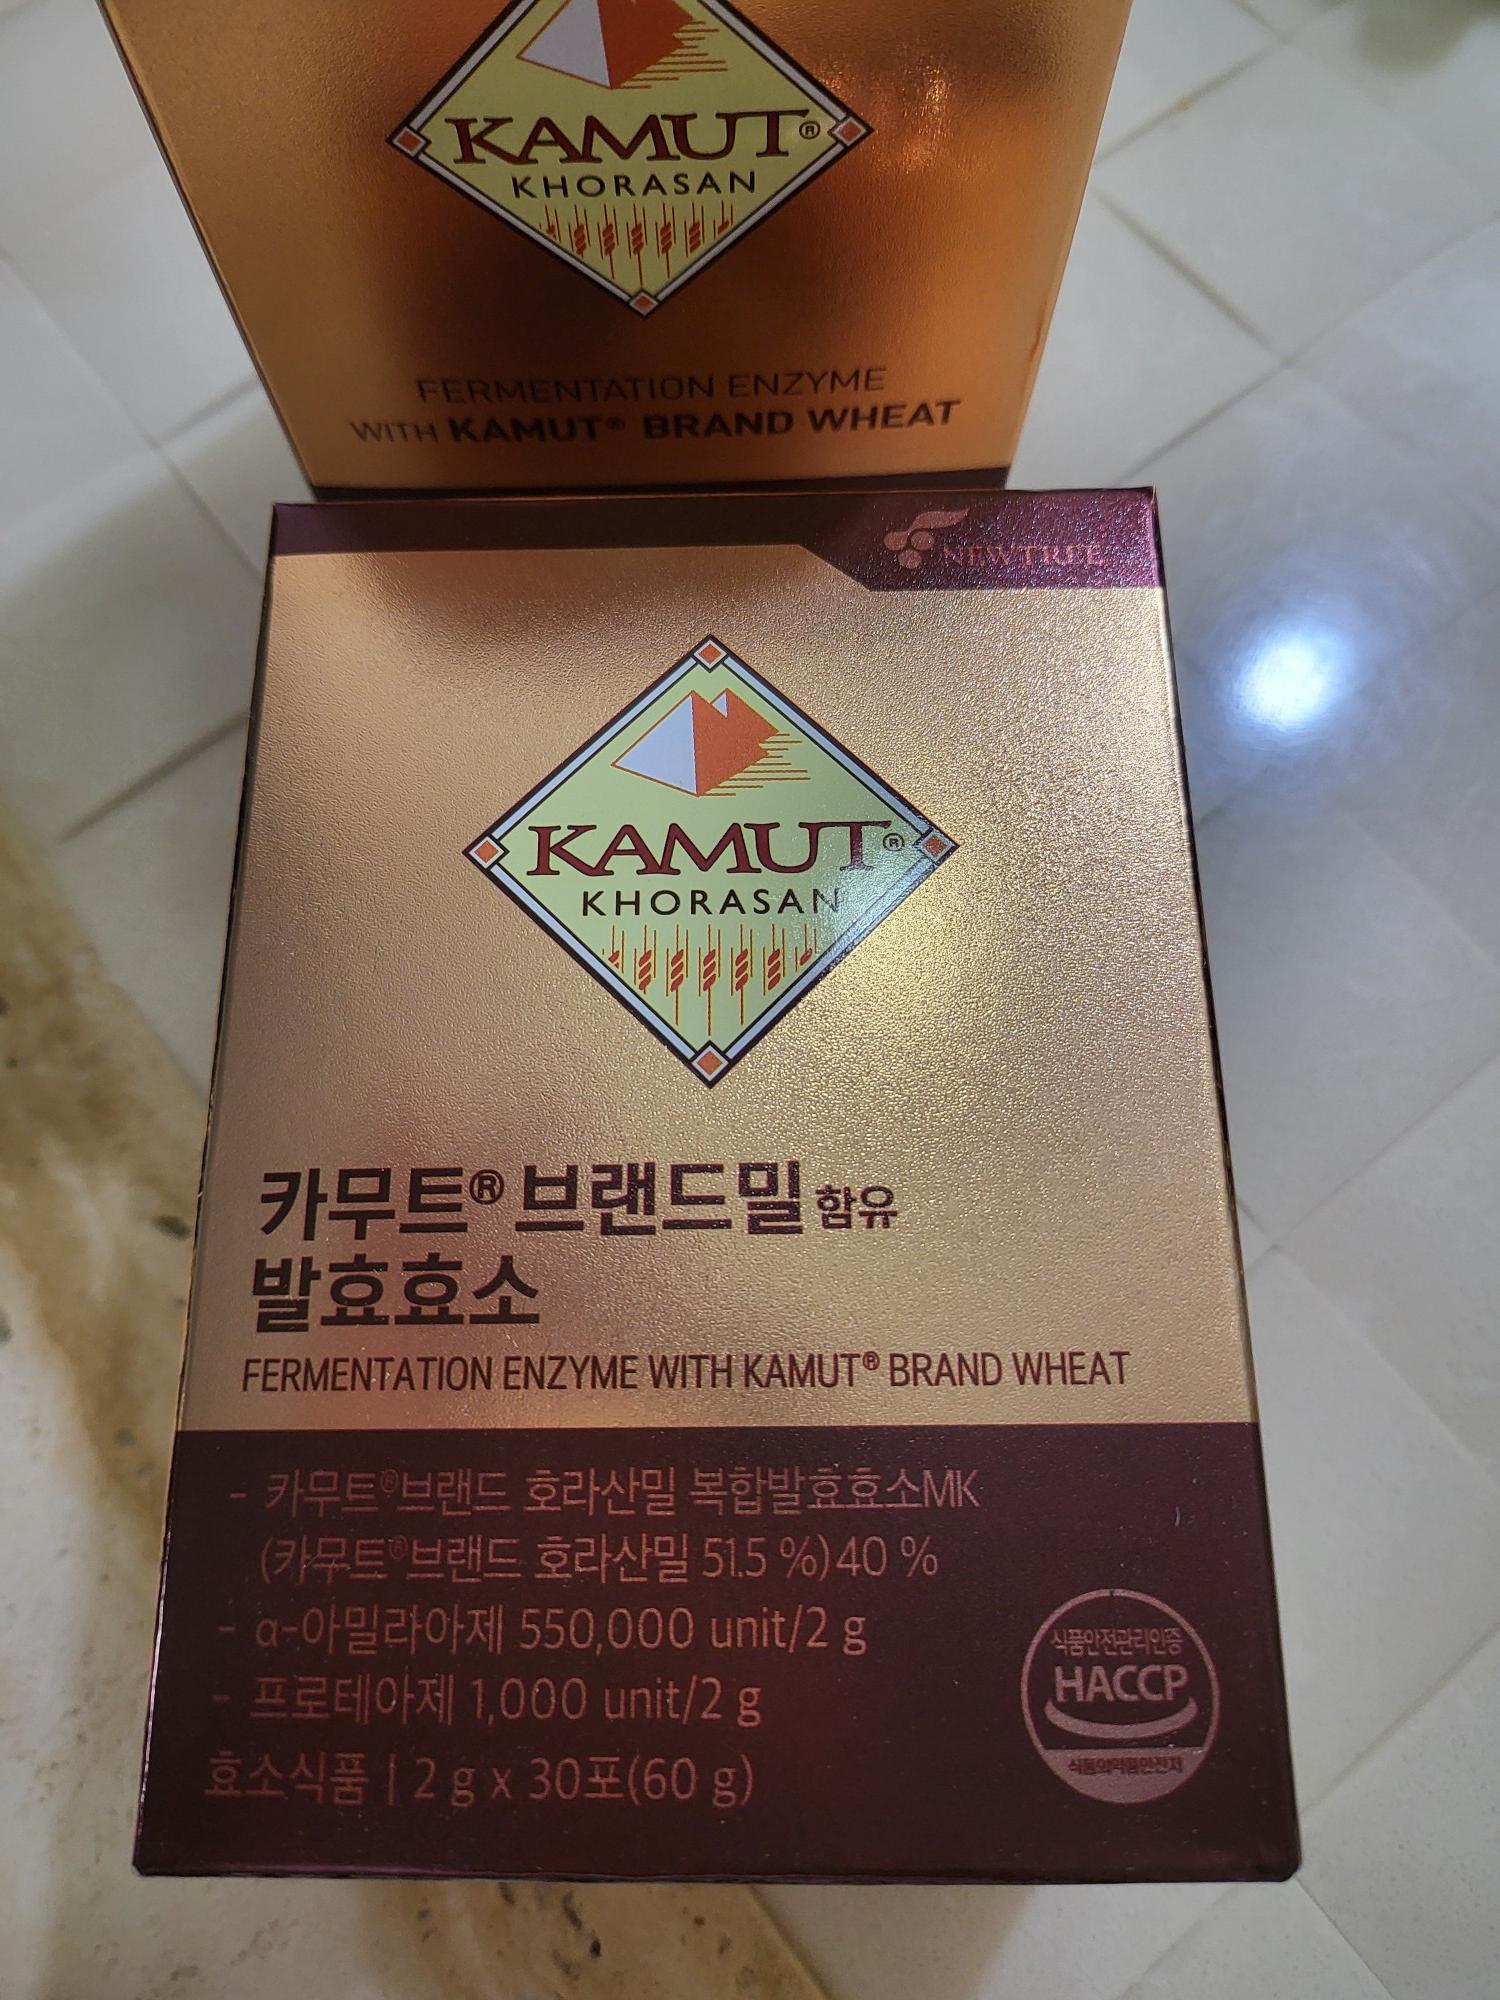 KAMUT®
KHORASAN
FERMENTATION ENZYME
WITH KAMUT® BRAND WHEAT
NEWTREE
KAMUT®
KHORASAN
카무트® 브랜드밀 함유
발효효소
FERMENTATION ENZYME WITH KAMUT® BRAND WHEAT
- 카무트®브랜드 호라산밀 복합발효효소MK
(카무트®브랜드 호라산밀 51.5 %)40 %
- α-아밀라아제 550,000 unit/2 g
- 프로테아제 1,000 unit/2 g
효소식품 | 2 g x 30포(60 g)
식품안전관리인증
HACCP
식품의약품안전처